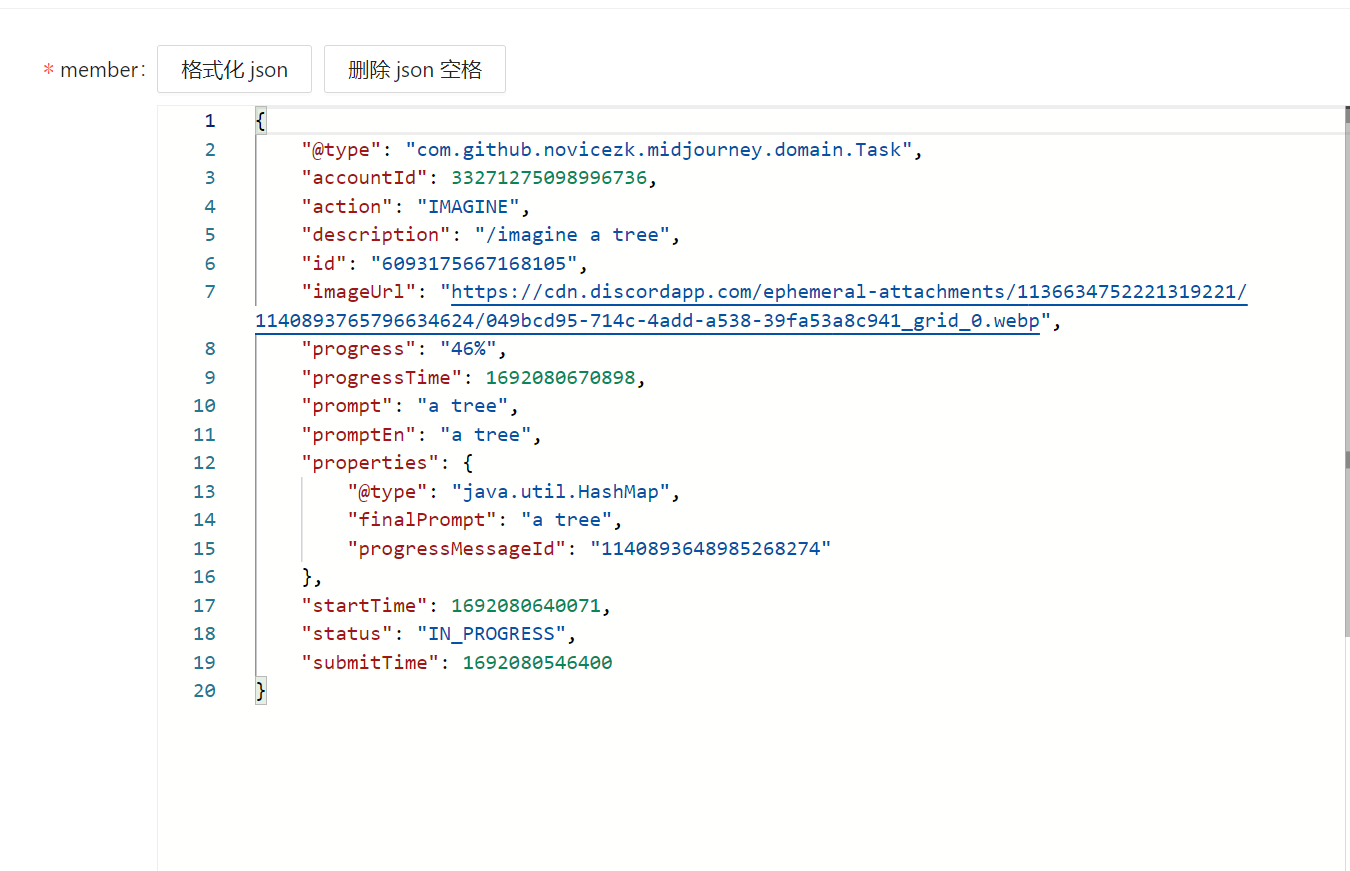 * member: 格式化 json 删除 json 空格
1 {
2 "@type": "com.github.novicezk.midjourney.domain.Task",
3 "accountId": 33271275098996736,
4 "action": "IMAGINE",
5 "description": "/imagine a tree",
6 "id": "6093175667168105",
7 "imageUrl": "https://cdn.discordapp.com/ephemeral-attachments/1136634752221319221/
1140893765796634624/049bcd95-714c-4add-a538-39fa53a8c941_grid_0.webp",
8 "progress": "46%",
9 "progressTime": 1692080670898,
10 "prompt": "a tree",
11 "promptEn": "a tree",
12 "properties": {
13 "@type": "java.util.HashMap",
14 "finalPrompt": "a tree",
15 "progressMessageId": "1140893648985268274"
16 },
17 "startTime": 1692080640071,
18 "status": "IN_PROGRESS",
19 "submitTime": 1692080546400
20 }